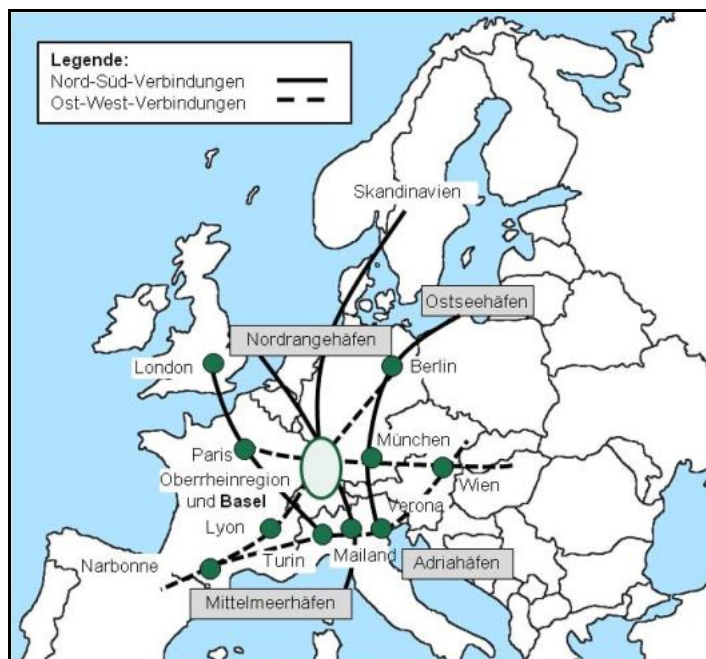 Legende:
Nord-Süd-Verbindungen
Ost-West-Verbindungen
Skandinavien
Ostseehäfen
Nordrangehäfen
London
Berlin
Paris
München
Oberrheinregion
und Basel
Wien
Lyon
Verona
Narbonne
Turin
Mailand
Adriahäfen
Mittelmeerhäfen